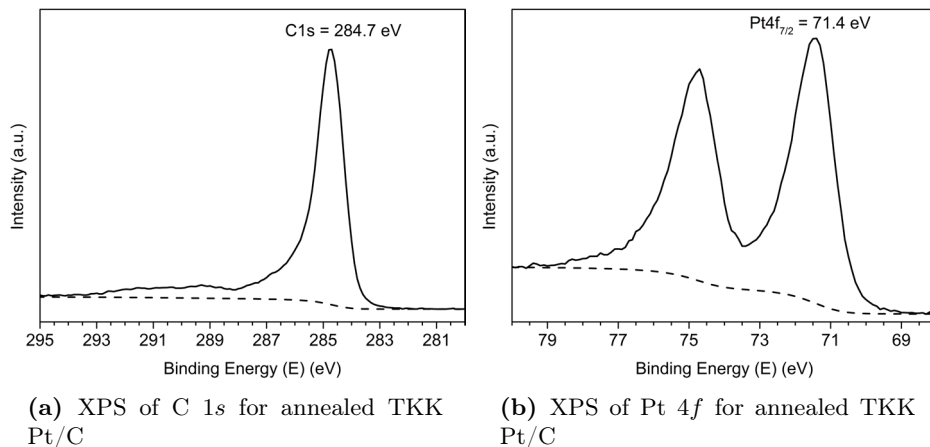 C1s = 284.7 eV
Intensity (a.u.)
295 293 291 289 287 285 283 281
Binding Energy (E) (eV)
(a) XPS of C 1s for annealed TKK
Pt/C
Pt4f7/2 = 71.4 eV
Intensity (a.u.)
79 77 75 73 71 69
Binding Energy (E) (eV)
(b) XPS of Pt 4f for annealed TKK
Pt/C